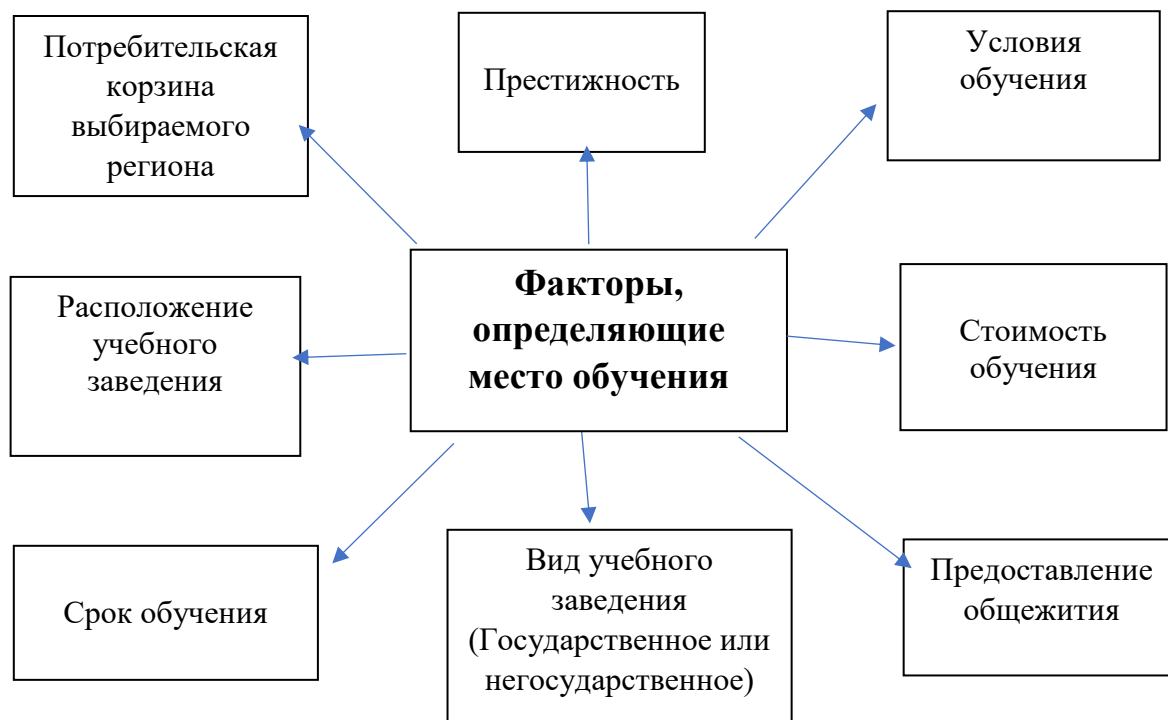 Потребительская
корзина
выбираемого
региона
Престижность
Условия
обучения
Расположение
учебного
заведения
Факторы,
определяющие
место обучения
Стоимость
обучения
Срок обучения
Вид учебного
заведения
(Государственное или
негосударственное)
Предоставление
общежития